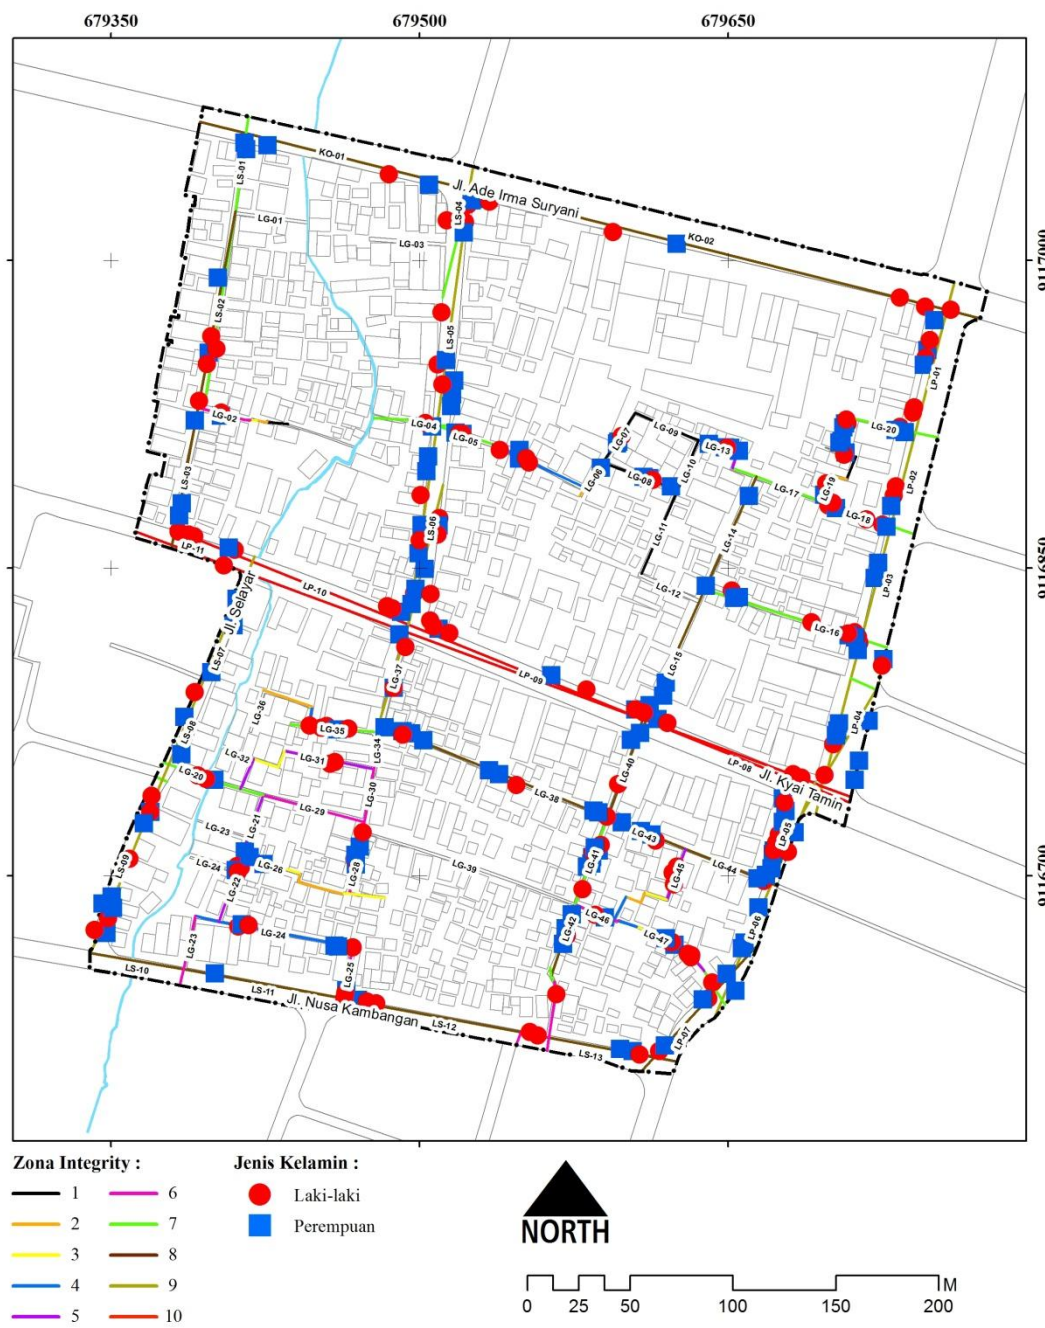 679350 679500 679650
KO-01
LS-01
Jl. Ade Irma Suryani
LG-01
LS-04
LG-03
KO-02
9117000
LS-02
LS-05
LP-01
LG-02
LG-04
LG-05
LG-07
LG-09
LG-20
LG-13
LG-10
LS-03
LG-06
LG-08
LG-17
LG-19
LP-02
LG-18
LS-06
LG-11
LG-14
LP-11
9116850
LP-10
LG-12
LP-03
Jl. Selayar
LG-16
LS-07
LG-37
LP-09
LG-15
LG-36
LP-04
LS-08
LG-35
LG-34
LG-32
LG-31
LG-40
LP-08
Jl. Kyai Tamin
LG-20
LG-30
LG-38
LG-29
LG-21
LG-23
LG-43
LP-05
LG-39
LG-41
LG-44
LS-09
LG-24
LG-26
LG-28
LG-22
LG-45
9116700
LG-46
LG-42
LG-47
LP-06
LG-24
LG-23
LG-25
LS-10
LS-11
Jl. Nusa Kambangan
LS-12
LS-13
LP-07
Zona Integrity :
Jenis Kelamin :
1 6
2 7
3 8
4 9
5 10
Laki-laki
Perempuan
NORTH
M
0 25 50 100 150 200